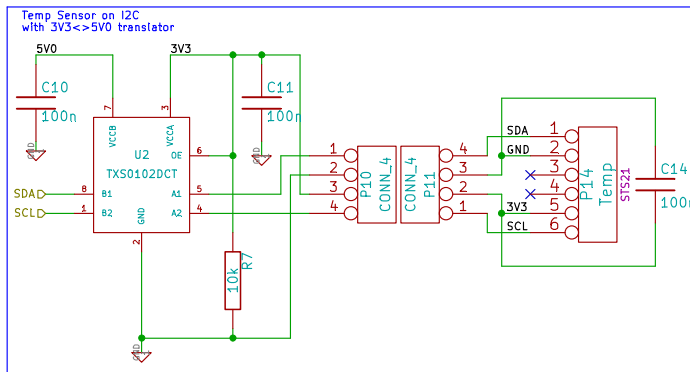 Temp Sensor on I2C
with 3V3<>5V0 translator
5V0
3V3
C10
100n
GND
7
VCCB
3
VCCA
U2
TXS0102DCT
OE
6
SDA
8
B1
A1
5
SCL
1
B2
A2
4
GND
2
GND
C11
100n
GND
10k
R7
1
2
3
4
P10
CONN_4
CONN_4
P11
4
3
2
1
SDA
GND
3V3
SCL
1
2
3
4
5
6
P14
Temp
STS21
C14
100n